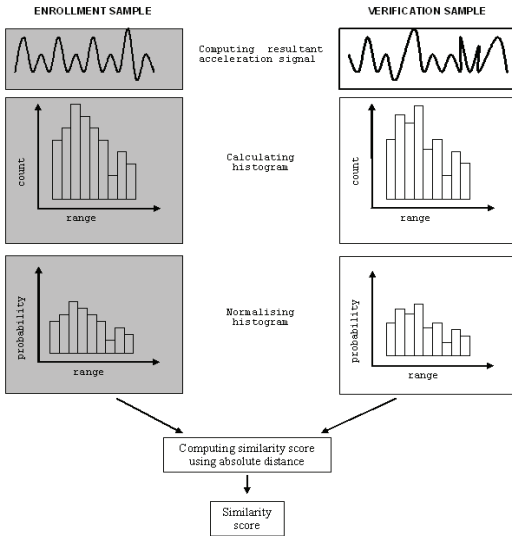 ENROLLMENT SAMPLE
VERIFICATION SAMPLE
Computing resultant
acceleration signal
count
range
Calculating
histogram
count
range
probability
range
Normalising
histogram
probability
range
Computing similarity score
using absolute distance
Similarity
score